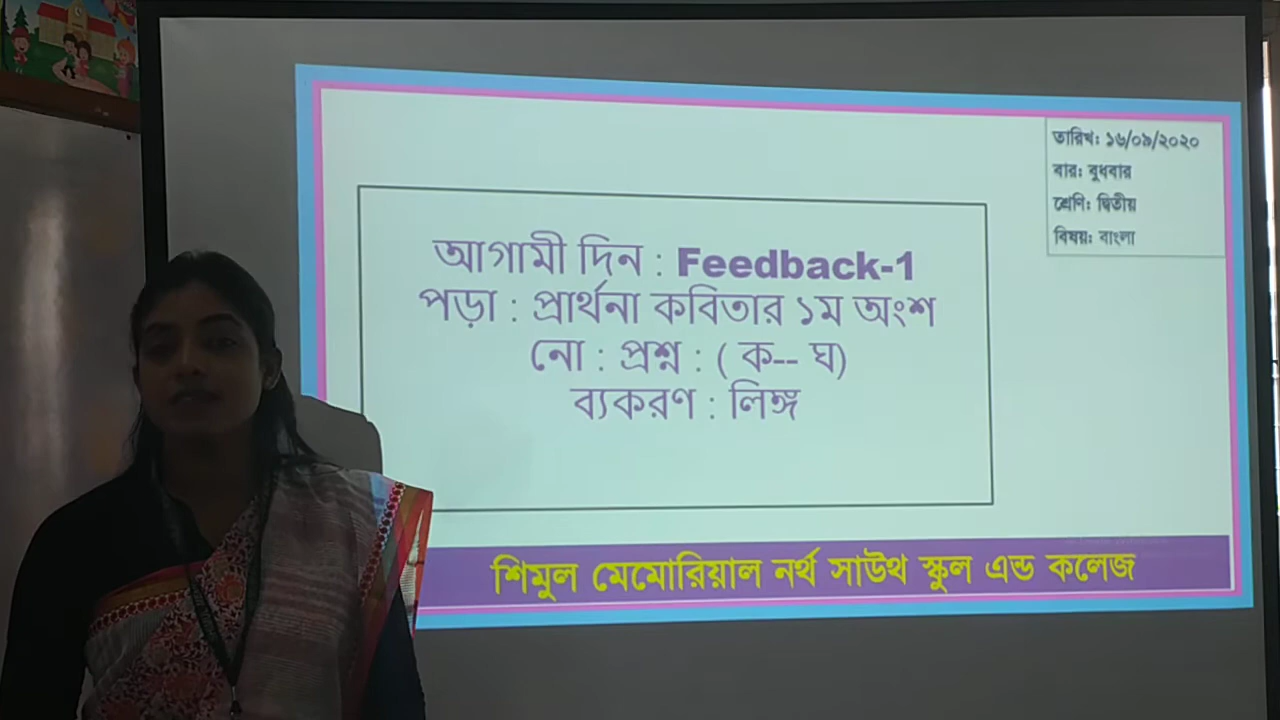 তারিখ: ১৬/০৯/২০২০
বার: বুধবার
শ্রেণি: দ্বিতীয়
বিষয়: বাংলা
আগামী দিন : Feedback-1
পড়া : প্রার্থনা কবিতার ১ম অংশ
নো : প্রশ্ন : ( ক-- ঘ)
ব্যকরণ : লিঙ্গ
শিমুল মেমোরিয়াল নর্থ সাউথ স্কুল এন্ড কলেজ